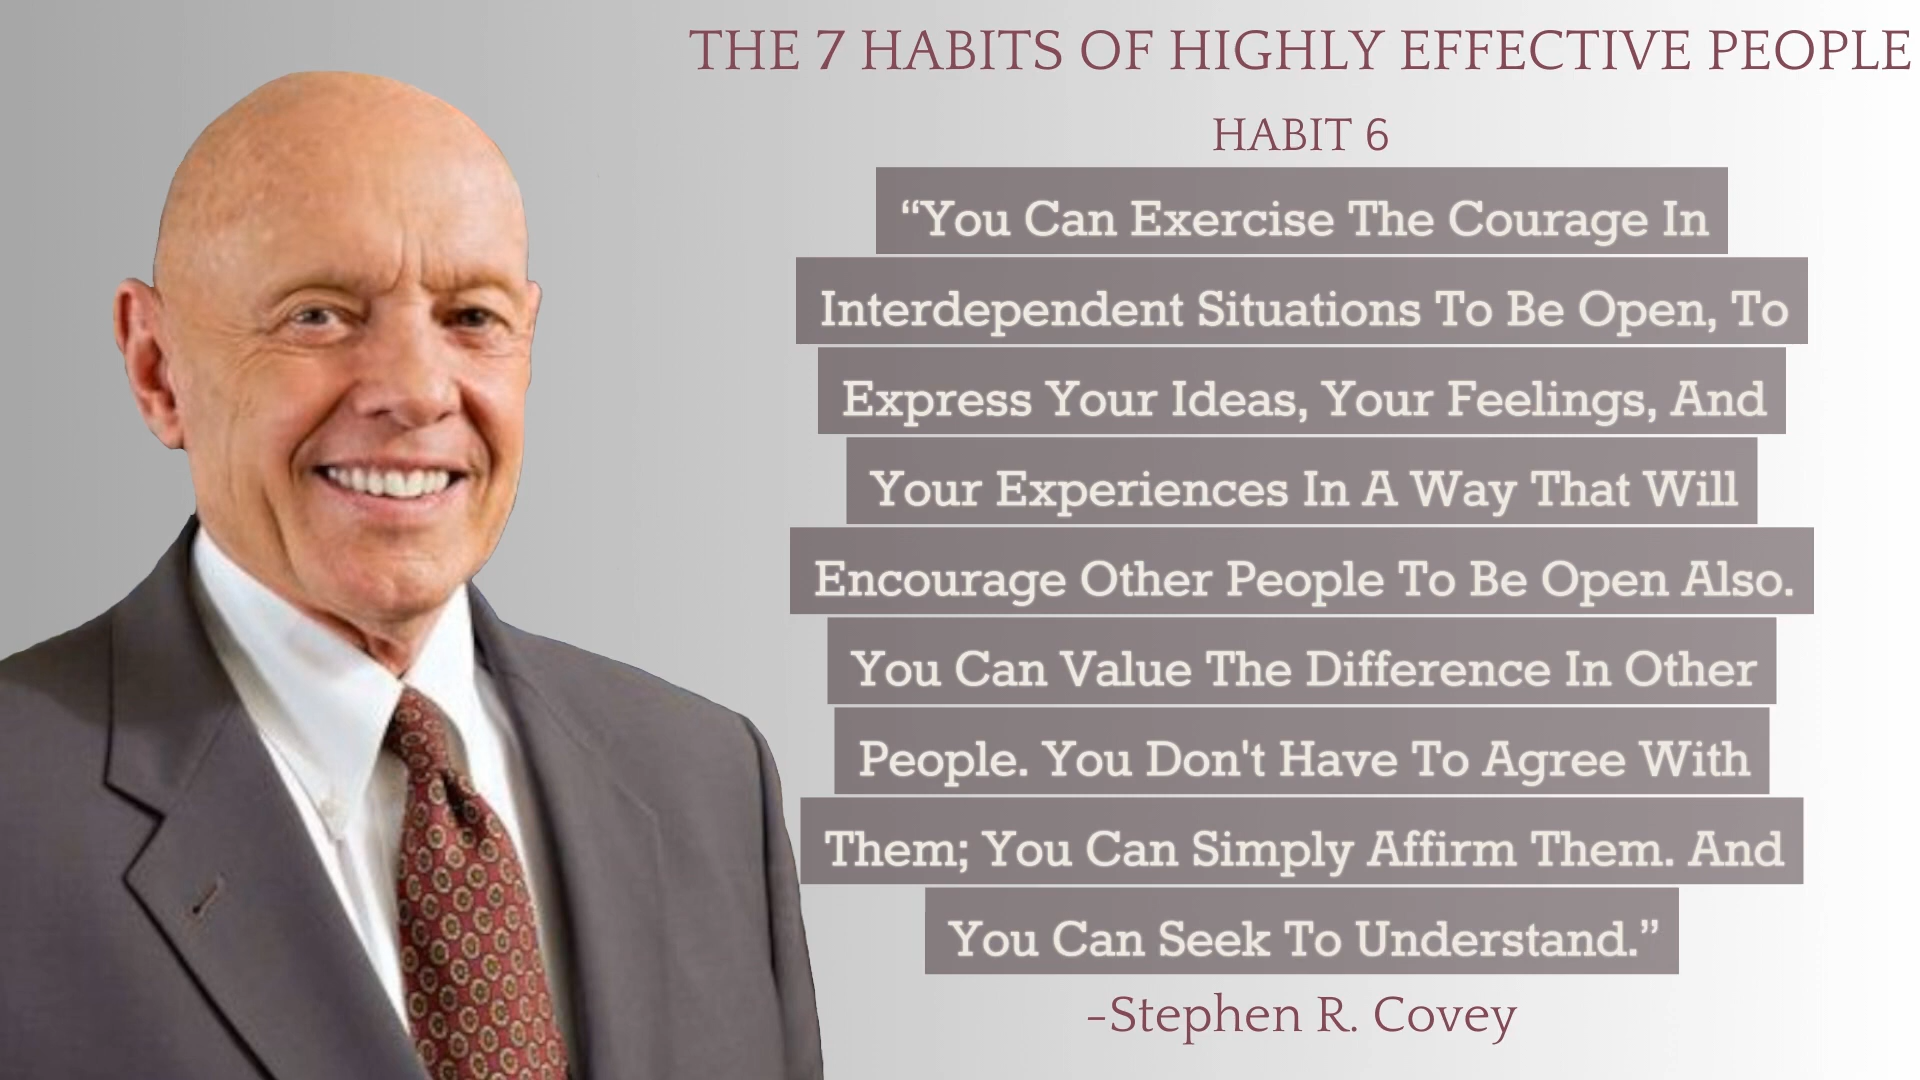 THE 7 HABITS OF HIGHLY EFFECTIVE PEOPLE
HABIT 6
“You Can Exercise The Courage In
Interdependent Situations To Be Open, To
Express Your Ideas, Your Feelings, And
Your Experiences In A Way That Will
Encourage Other People To Be Open Also.
You Can Value The Difference In Other
People. You Don't Have To Agree With
Them; You Can Simply Affirm Them. And
You Can Seek To Understand.”
-Stephen R. Covey